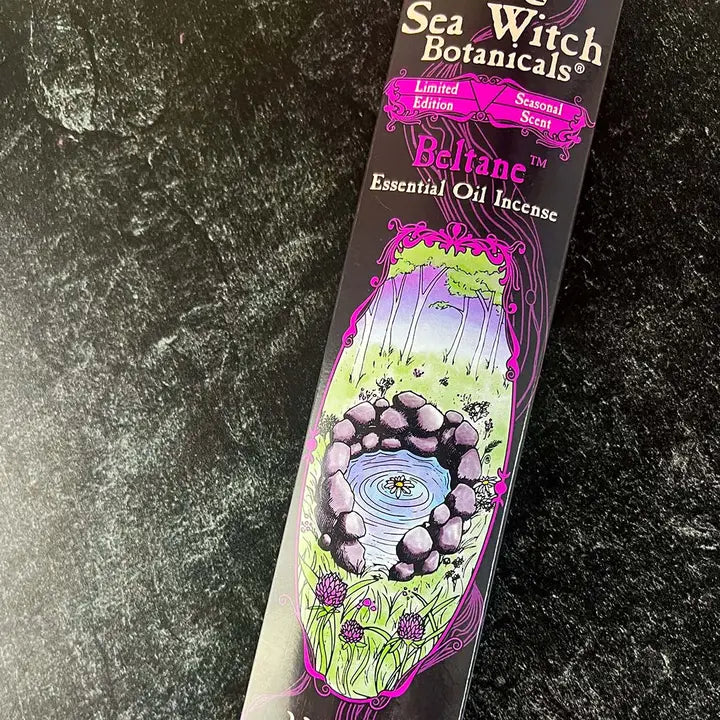 Sea Witch
Botanicals®
Limited
Edition
Seasonal
Scent
Beltane™
Essential Oil Incense